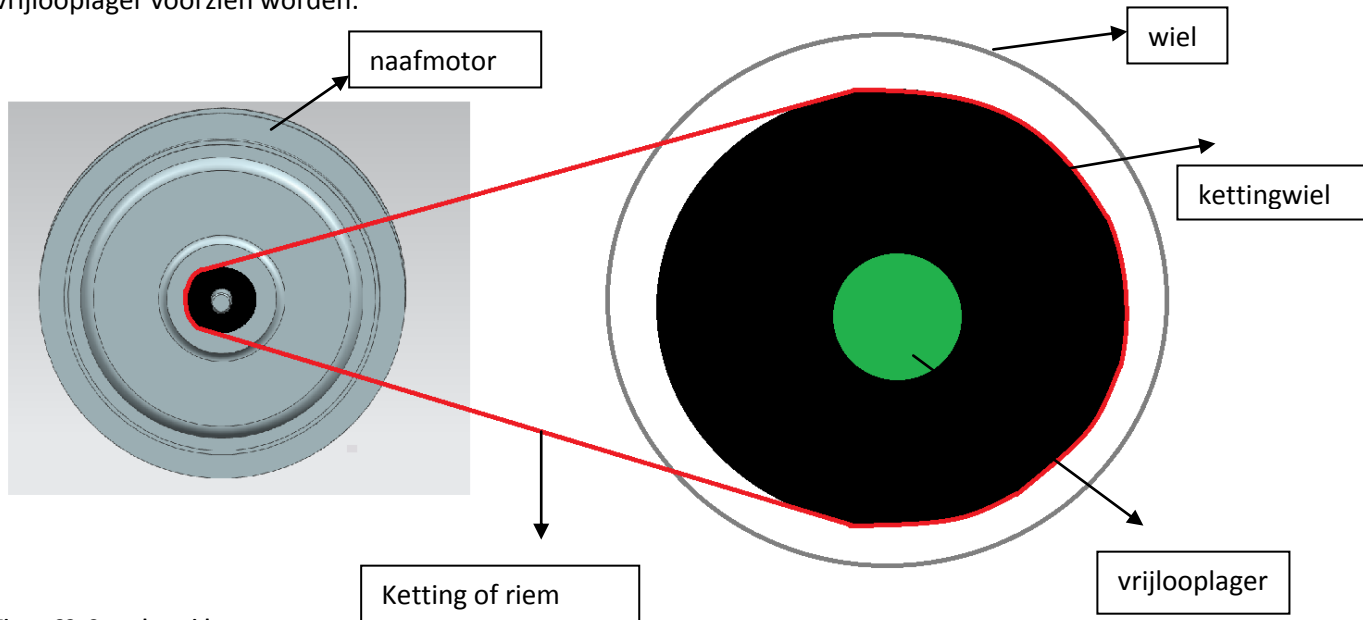 vrijlooplager voorzien worden.
naafmotor
wiel
kettingwiel
vrijlooplager
Ketting of riem